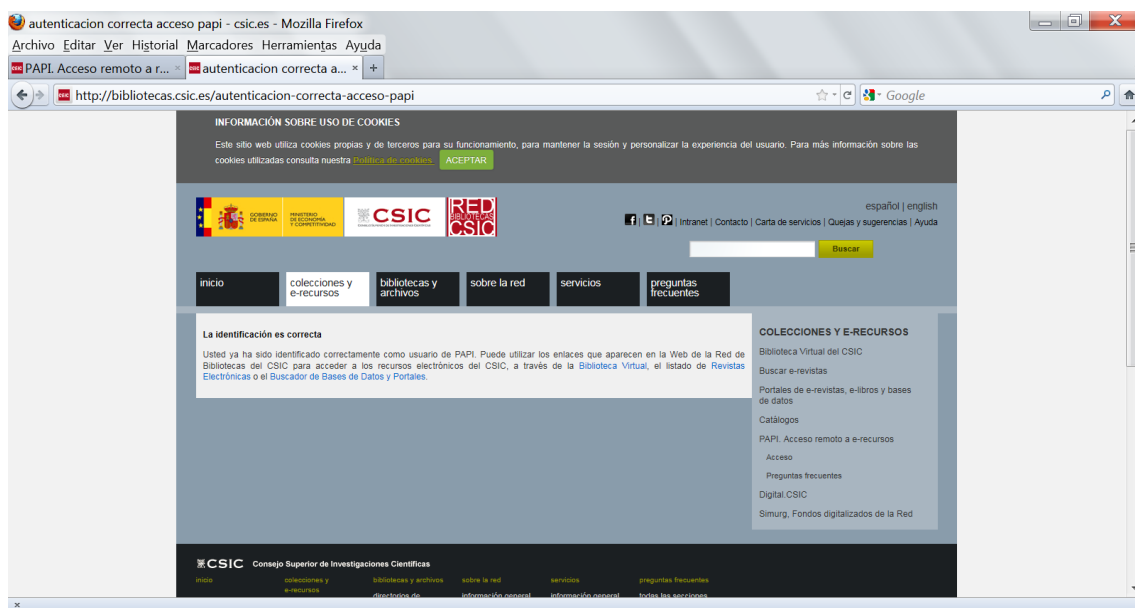 autenticacion correcta acceso papi - csic.es - Mozilla Firefox
Archivo Editar Ver Historial Marcadores Herramientas Ayuda
PAPI. Acceso remoto a r... × autenticacion correcta a... × +
http://bibliotecas.csic.es/autenticacion-correcta-acceso-papi Google
INFORMACIÓN SOBRE USO DE COOKIES
Este sitio web utiliza cookies propias y de terceros para su funcionamiento, para mantener la sesión y personalizar la experiencia del usuario. Para más información sobre las
cookies utilizadas consulta nuestra Política de cookies. ACEPTAR
español | english
GOBIERNO DE ESPAÑA
MINISTERIO DE ECONOMÍA Y COMPETITIVIDAD
CSIC
RED BIBLIOTECAS CSIC
| Intranet | Contacto | Carta de servicios | Quejas y sugerencias | Ayuda
Buscar
inicio
colecciones y
e-recursos
bibliotecas y
archivos
sobre la red
servicios
preguntas
frecuentes
La identificación es correcta
Usted ya ha sido identificado correctamente como usuario de PAPI. Puede utilizar los enlaces que aparecen en la Web de la Red de
Bibliotecas del CSIC para acceder a los recursos electrónicos del CSIC, a través de la Biblioteca Virtual, el listado de Revistas
Electrónicas o el Buscador de Bases de Datos y Portales.
COLECCIONES Y E-RECURSOS
Biblioteca Virtual del CSIC
Buscar e-revistas
Portales de e-revistas, e-libros y bases
de datos
Catálogos
PAPI. Acceso remoto a e-recursos
Acceso
Preguntas frecuentes
Digital.CSIC
Simurg, Fondos digitalizados de la Red
CSIC Consejo Superior de Investigaciones Científicas
inicio
colecciones y
e-recursos
bibliotecas y archivos
directorios de
sobre la red
información general
servicios
información general
preguntas frecuentes
todas las secciones